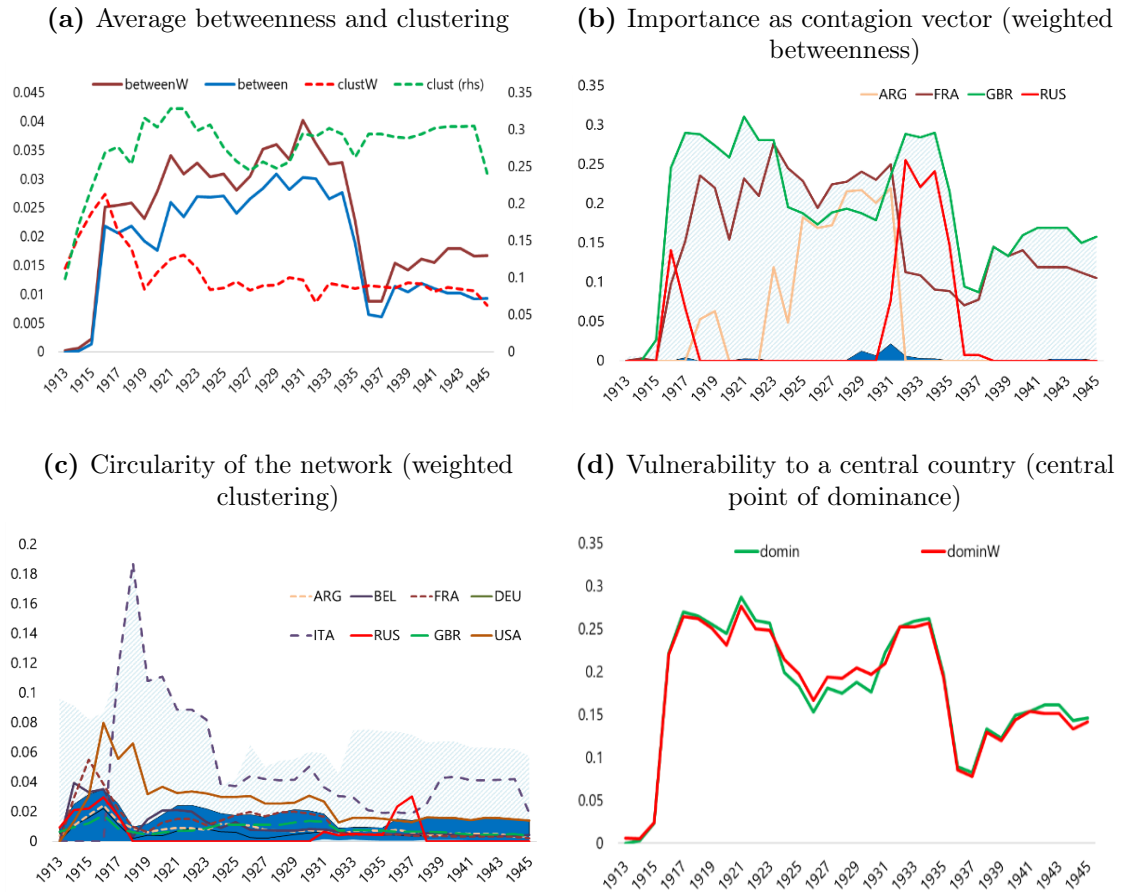 (a) Average betweenness and clustering
betweenW between clustW clust (rhs)
0.045 0.35
0.04 0.3
0.035 0.25
0.03 0.2
0.025
0.02 0.15
0.015 0.1
0.01
0.005 0.05
0 0
1913 1915 1917 1919 1921 1923 1925 1927 1929 1931 1933 1935 1937 1939 1941 1943 1945
(b) Importance as contagion vector (weighted
betweenness)
ARG FRA GBR RUS
0.35
0.3
0.25
0.2
0.15
0.1
0.05
0
1913 1915 1917 1919 1921 1923 1925 1927 1929 1931 1933 1935 1937 1939 1941 1943 1945
(c) Circularity of the network (weighted
clustering)
0.2
0.18
0.16
0.14
0.12
0.1
0.08
0.06
0.04
0.02
0
ARG BEL FRA DEU
ITA RUS GBR USA
1913 1915 1917 1919 1921 1923 1925 1927 1929 1931 1933 1935 1937 1939 1941 1943 1945
(d) Vulnerability to a central country (central
point of dominance)
domin dominW
0.35
0.3
0.25
0.2
0.15
0.1
0.05
0
1913 1915 1917 1919 1921 1923 1925 1927 1929 1931 1933 1935 1937 1939 1941 1943 1945